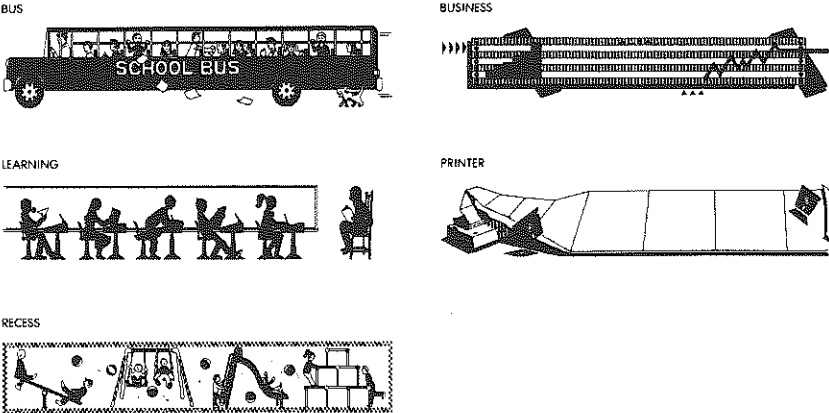 BUS
SCHOOL BUS
LEARNING
RECESS
BUSINESS
PRINTER